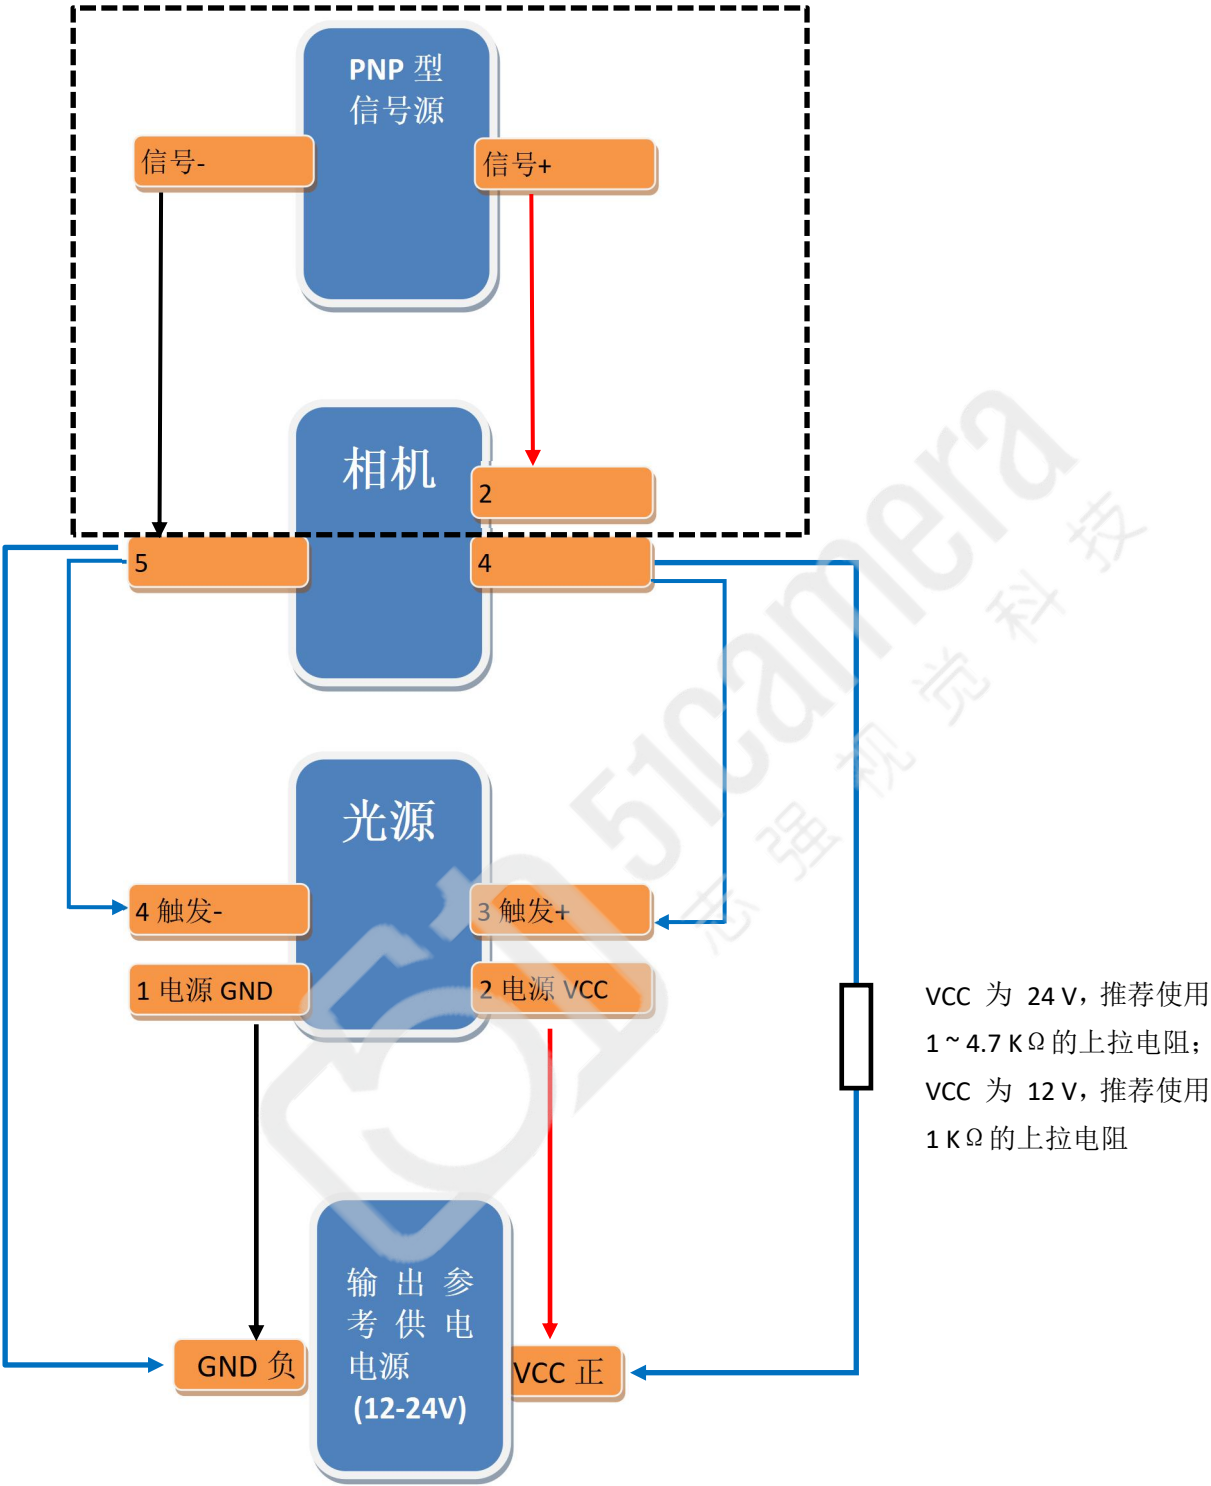 PNP 型
信号源
信号-
信号+
相机
2
5
4
光源
4 触发-
3 触发+
1 电源 GND
2 电源 VCC
VCC 为 24 V，推荐使用
1 ~ 4.7 K Ω 的上拉电阻；
VCC 为 12 V，推荐使用
1 K Ω 的上拉电阻
输出参
考供电
电源
(12-24V)
GND 负
VCC 正
51camera
志强视觉科技